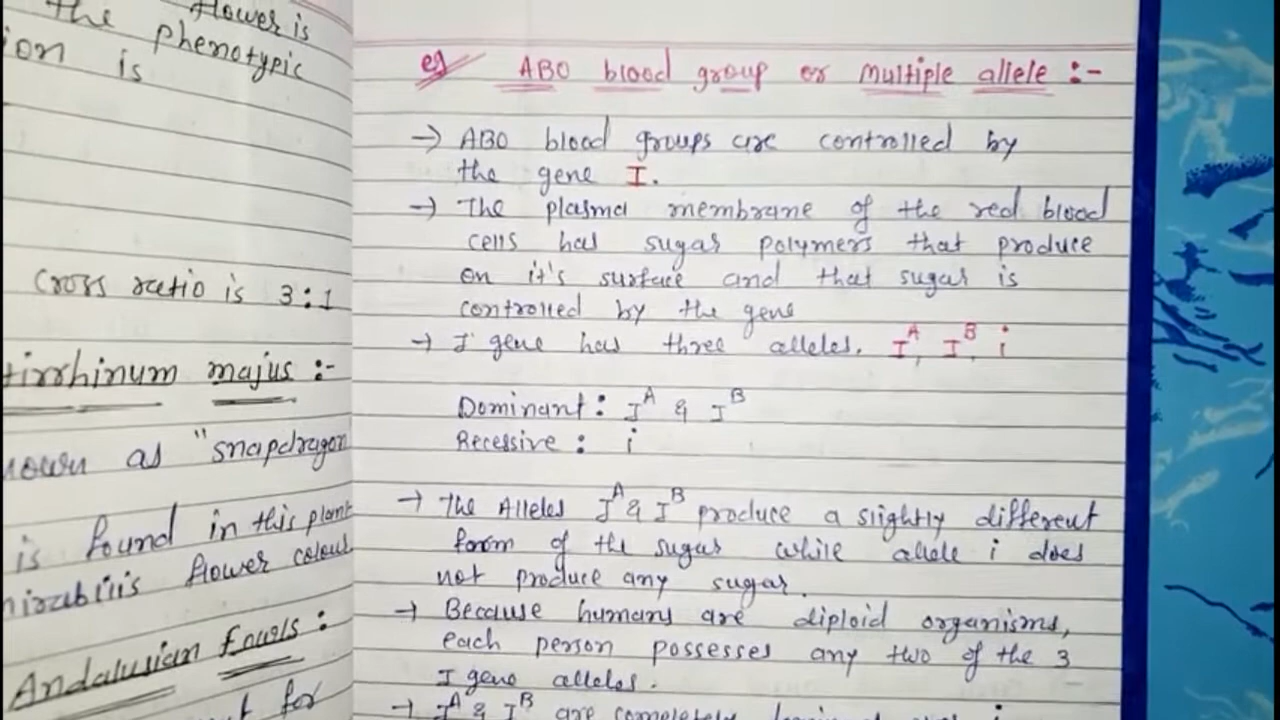 the flower is
the phenotypic
ion is
Cross ratio is 3:1
tirrhinum majus :-
nown as "snapdragon
is found in this plant
mirabilis flower colour
Andalusian Fowls :
for
eg ABO blood group or multiple allele :-
→ ABO blood groups are controlled by
the gene I.
→ The plasma membrane of the red blood
cells has sugar polymers that produce
on it's surface and that sugar is
controlled by the gene
→ I gene has three alleles. I^A, I^B, i
Dominant : I^A & I^B
Recessive : i
→ The Alleles I^A & I^B produce a slightly different
form of the sugar while allele i does
not produce any sugar.
→ Because humans are diploid organisms,
each person possesses any two of the 3
I gene alleles.
→ I^A & I^B are completely